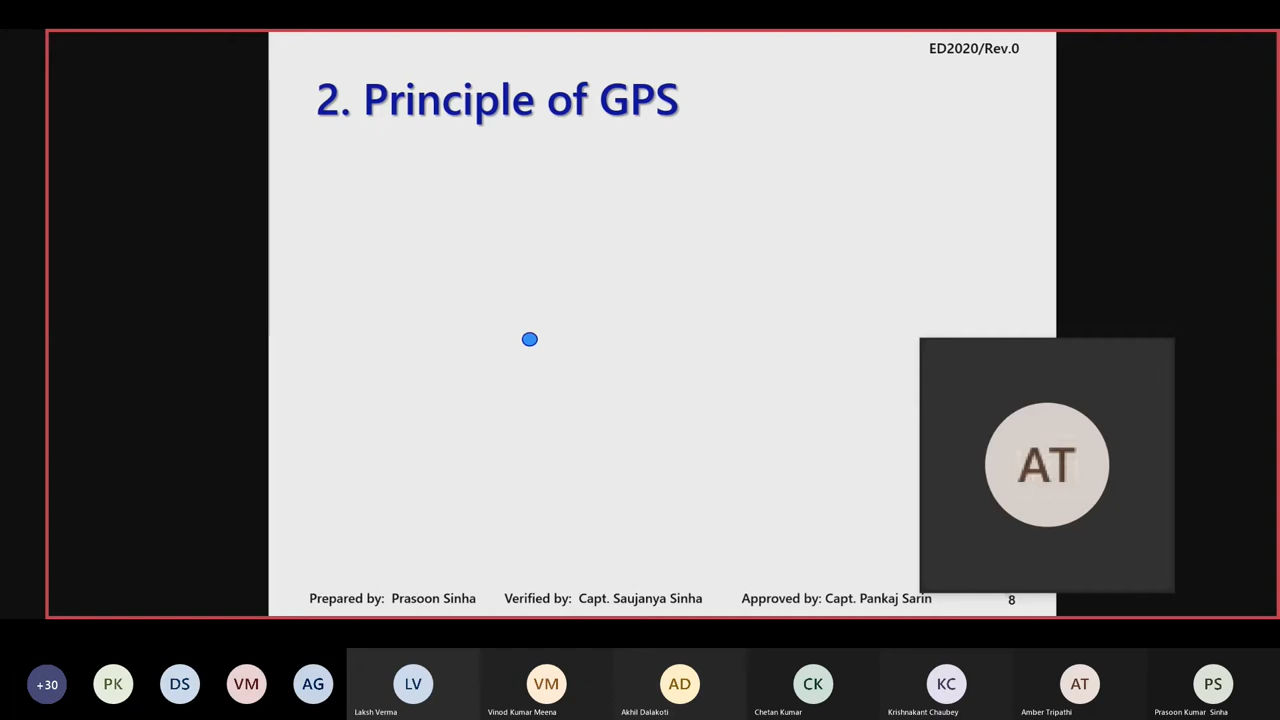 ED2020/Rev.0
2. Principle of GPS
AT
Prepared by: Prasoon Sinha Verified by: Capt. Saujanya Sinha Approved by: Capt. Pankaj Sarin 8
+30 PK DS VM AG LV VM AD CK KC AT PS
Laksh Verma Vinod Kumar Meena Akhil Dalakoti Chetan Kumar Krishnakant Chaubey Amber Tripathi Prasoon Kumar Sinha